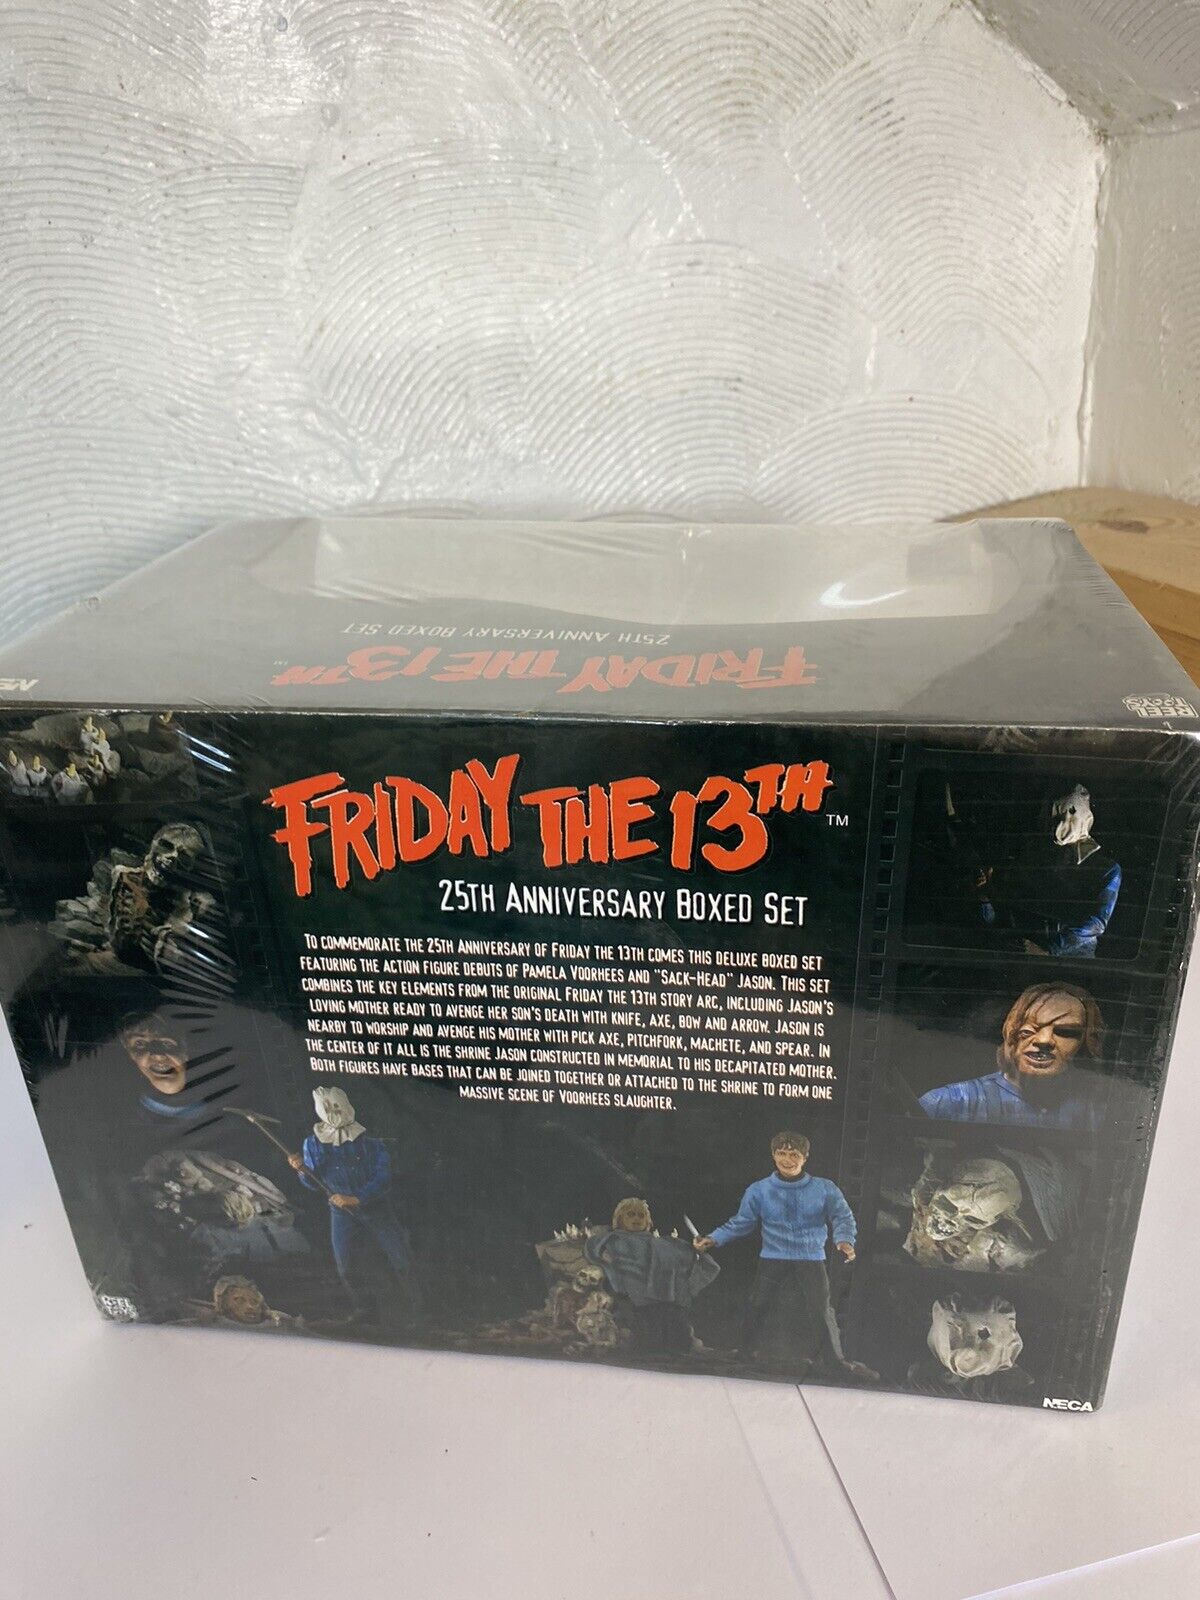 25TH ANNIVERSARY BOXED SET
FRIDAY THE 13TH™
REEL
TOYS
FRIDAY THE 13TH™
25TH ANNIVERSARY BOXED SET
TO COMMEMORATE THE 25TH ANNIVERSARY OF FRIDAY THE 13TH COMES THIS DELUXE BOXED SET
FEATURING THE ACTION FIGURE DEBUTS OF PAMELA VOORHEES AND "SACK-HEAD" JASON. THIS SET
COMBINES THE KEY ELEMENTS FROM THE ORIGINAL FRIDAY THE 13TH STORY ARC, INCLUDING JASON'S
LOVING MOTHER READY TO AVENGE HER SON'S DEATH WITH KNIFE, AXE, BOW AND ARROW. JASON IS
NEARBY TO WORSHIP AND AVENGE HIS MOTHER WITH PICK AXE, PITCHFORK, MACHETE, AND SPEAR. IN
THE CENTER OF IT ALL IS THE SHRINE JASON CONSTRUCTED IN MEMORIAL TO HIS DECAPITATED MOTHER.
BOTH FIGURES HAVE BASES THAT CAN BE JOINED TOGETHER OR ATTACHED TO THE SHRINE TO FORM ONE
MASSIVE SCENE OF VOORHEES SLAUGHTER.
REEL
TOYS
NECA